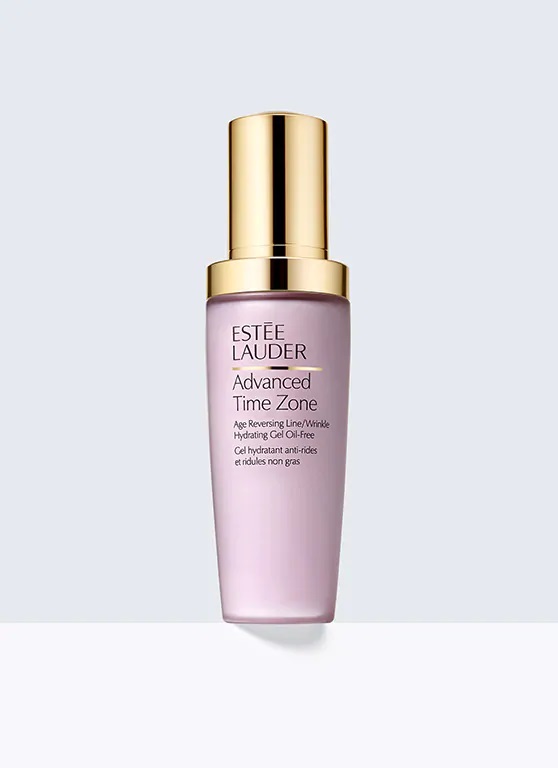 ESTĒE
LAUDER
Advanced
Time Zone
Age Reversing Line/Wrinkle
Hydrating Gel Oil-Free
Gel hydratant anti-rides
et ridules non gras